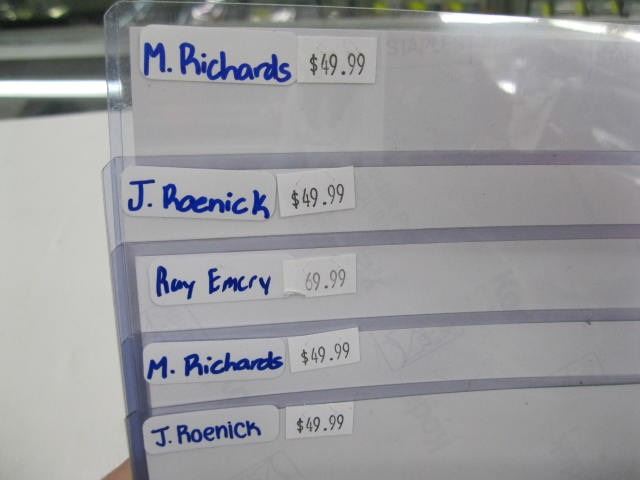 M. Richards $49.99
J. Roenick $49.99
Ray Emery 69.99
M. Richards $49.99
J. Roenick $49.99